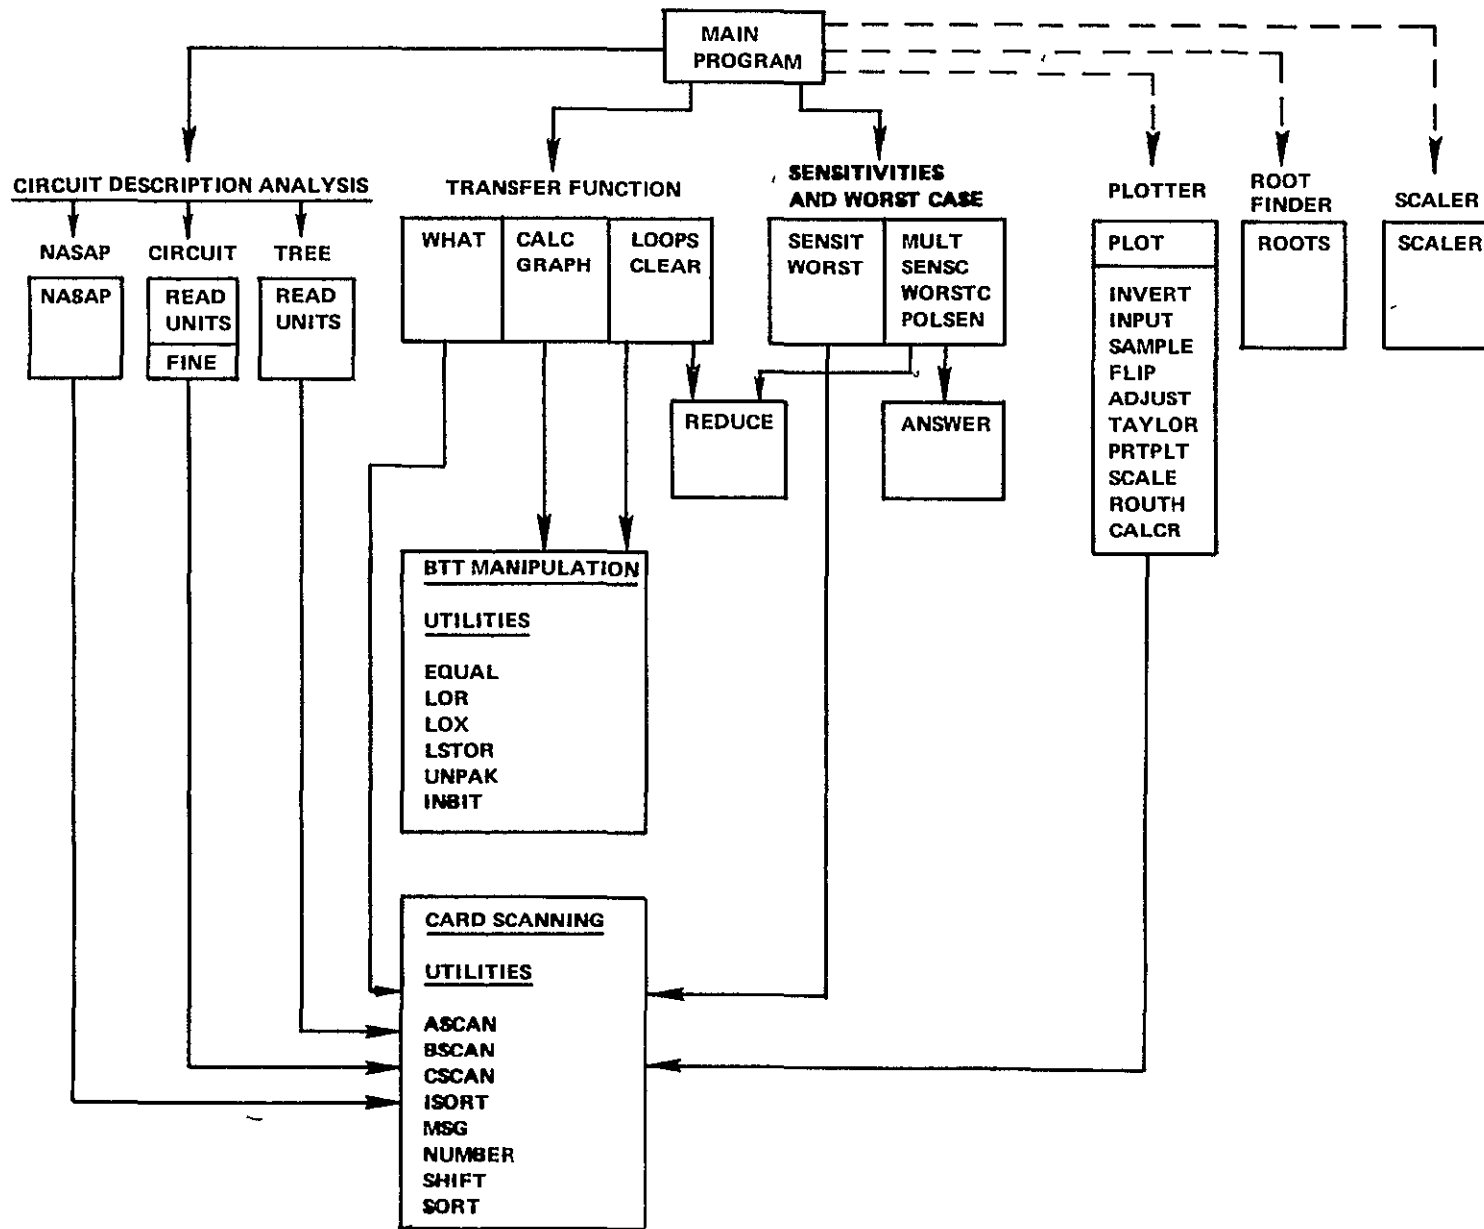 MAIN
PROGRAM
CIRCUIT DESCRIPTION ANALYSIS
NASAP
NASAP
CIRCUIT
READ
UNITS
FINE
TREE
READ
UNITS
TRANSFER FUNCTION
WHAT
CALC
GRAPH
LOOPS
CLEAR
SENSITIVITIES
AND WORST CASE
SENSIT
WORST
MULT
SENSC
WORSTC
POLSEN
REDUCE
ANSWER
PLOTTER
PLOT
INVERT
INPUT
SAMPLE
FLIP
ADJUST
TAYLOR
PRTPLT
SCALE
ROUTH
CALCR
ROOT
FINDER
ROOTS
SCALER
SCALER
BTT MANIPULATION
UTILITIES
EQUAL
LOR
LOX
LSTOR
UNPAK
INBIT
CARD SCANNING
UTILITIES
ASCAN
BSCAN
CSCAN
ISORT
MSG
NUMBER
SHIFT
SORT